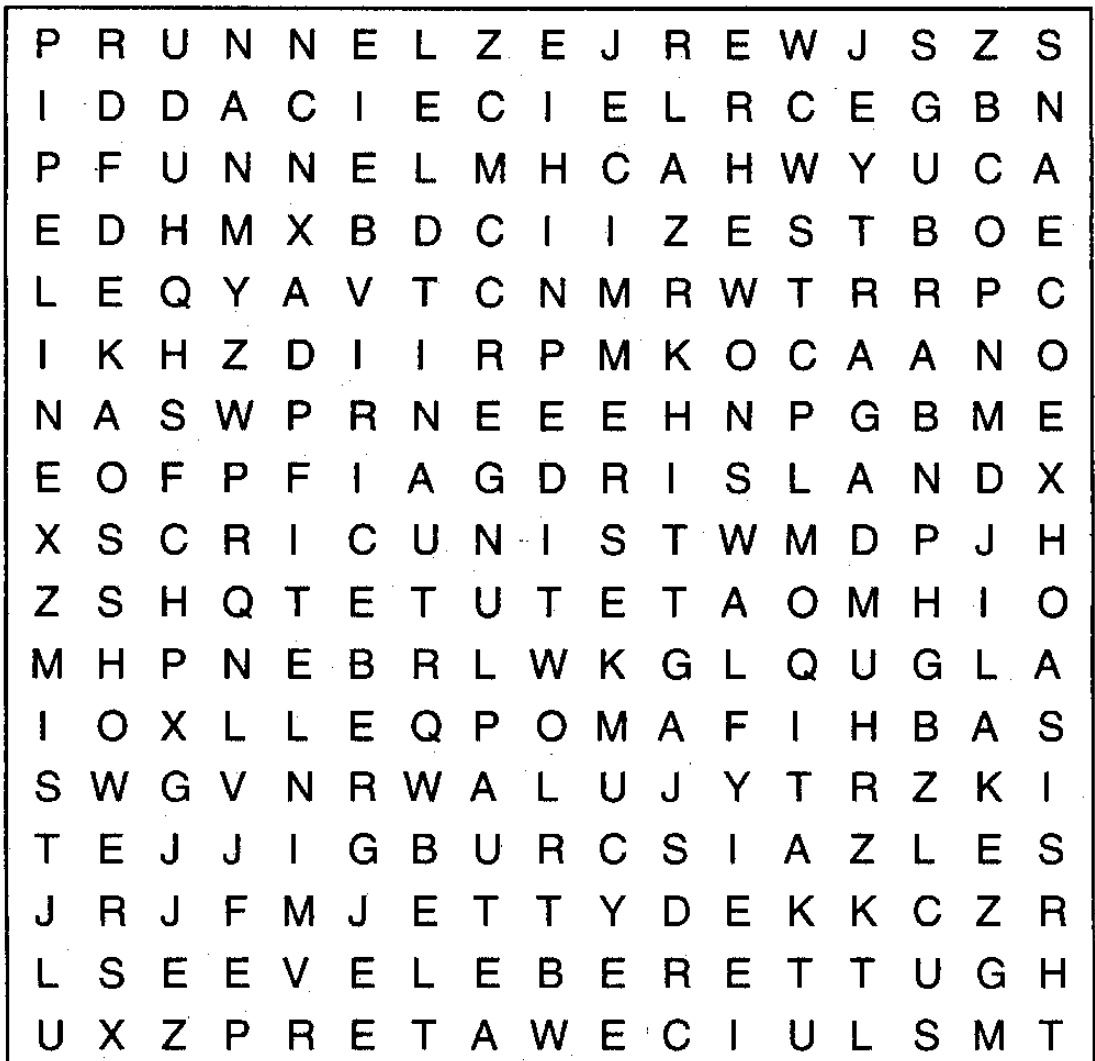 P R U N N E L Z E J R E W J S Z S
I D D A C I E C I E L R C E G B N
P F U N N E L M H C A H W Y U C A
E D H M X B D C I I Z E S T B O E
L E Q Y A V T C N M R W T R R P C
I K H Z D I I R P M K O C A A N O
N A S W P R N E E E H N P G B M E
E O F P F I A G D R I S L A N D X
X S C R I C U N I S T W M D P J H
Z S H Q T E T U T E T A O M H I O
M H P N E B R L W K G L Q U G L A
I O X L L E Q P O M A F I H B A S
S W G V N R W A L U J Y T R Z K I
T E J J I G B U R C S I A Z L E S
J R J F M J E T T Y D E K K C Z R
L S E E V E L E B E R E T T U G H
U X Z P R E T A W E C I U L S M T